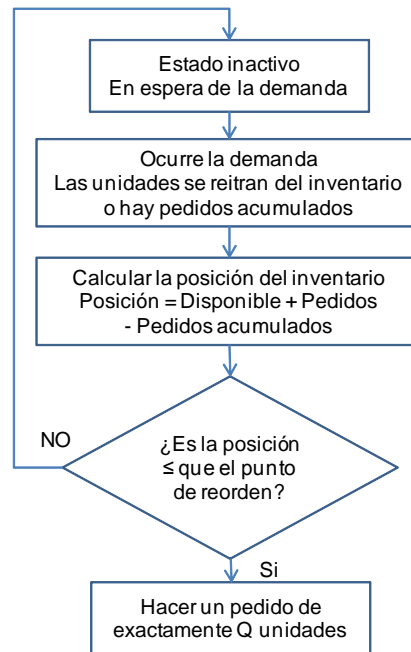 Estado inactivo
En espera de la demanda
Ocurre la demanda
Las unidades se reitran del inventario
o hay pedidos acumulados
Calcular la posición del inventario
Posición = Disponible + Pedidos
- Pedidos acumulados
NO
¿Es la posición
≤ que el punto
de reorden?
Si
Hacer un pedido de
exactamente Q unidades